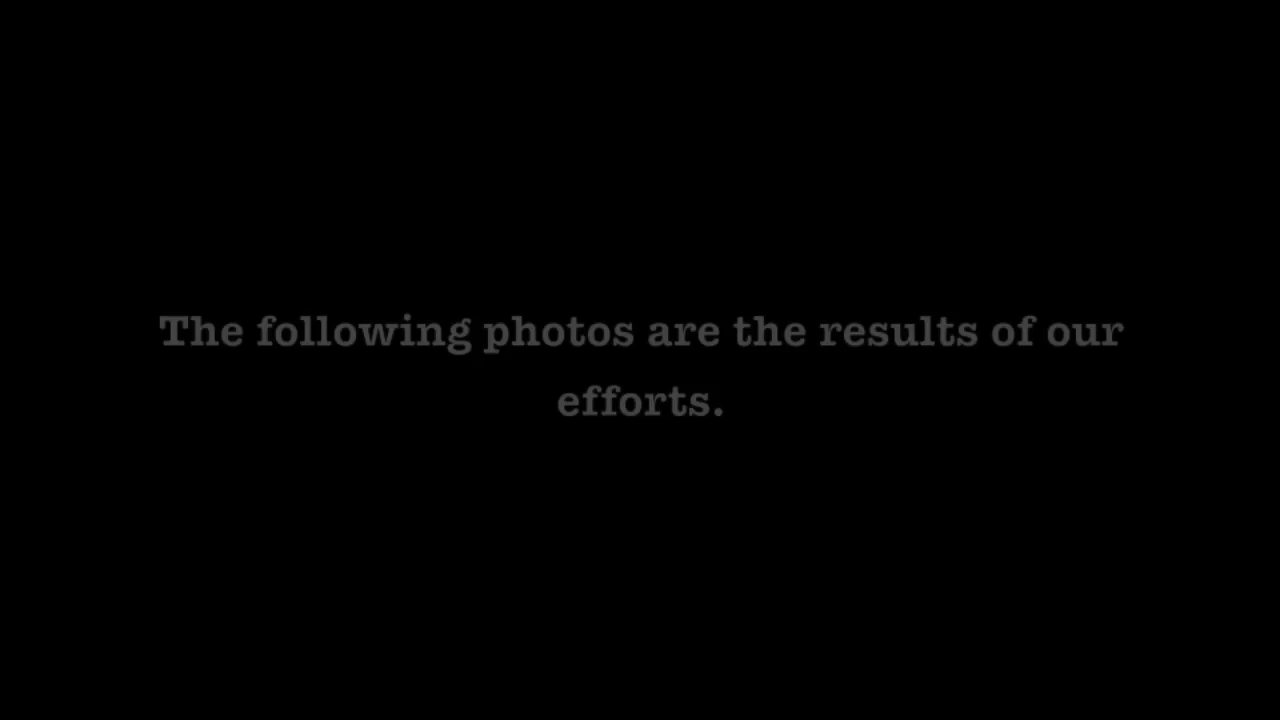 The following photos are the results of our
efforts.